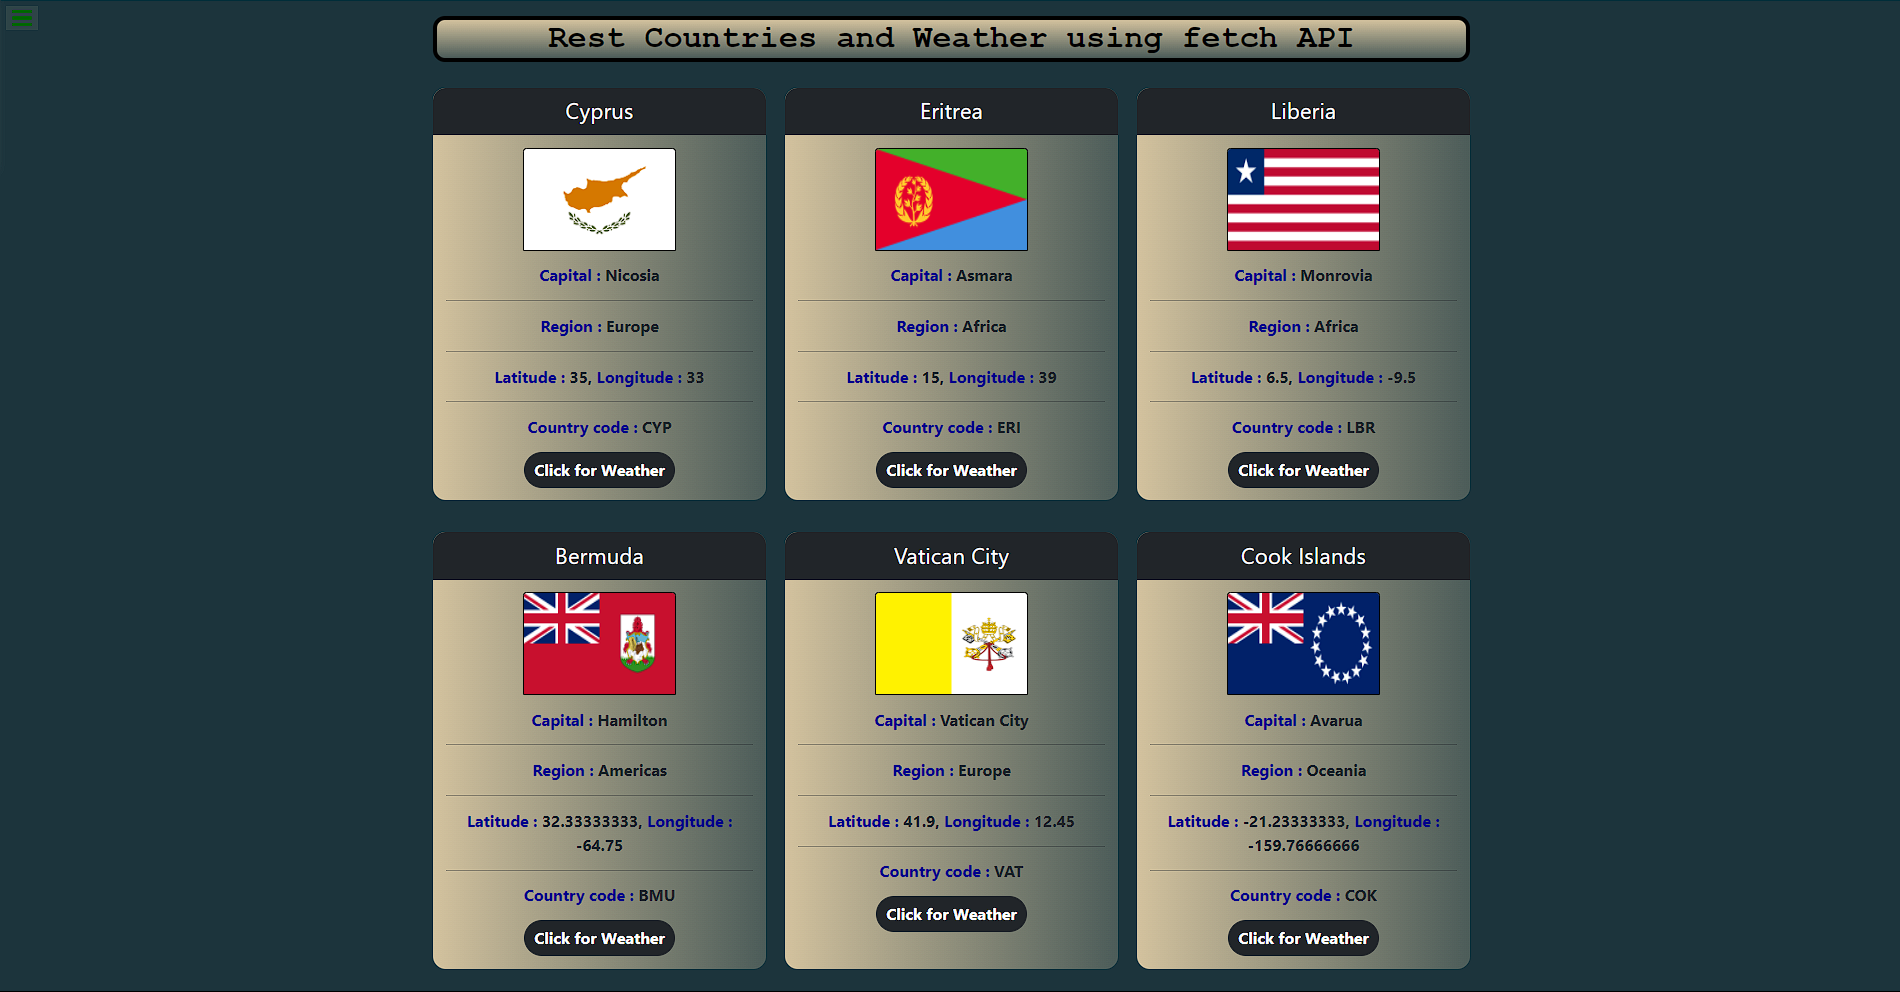 Rest Countries and Weather using fetch API
Cyprus
Capital : Nicosia
Region : Europe
Latitude : 35, Longitude : 33
Country code : CYP
Click for Weather
Eritrea
Capital : Asmara
Region : Africa
Latitude : 15, Longitude : 39
Country code : ERI
Click for Weather
Liberia
Capital : Monrovia
Region : Africa
Latitude : 6.5, Longitude : -9.5
Country code : LBR
Click for Weather
Bermuda
Capital : Hamilton
Region : Americas
Latitude : 32.33333333, Longitude :
-64.75
Country code : BMU
Click for Weather
Vatican City
Capital : Vatican City
Region : Europe
Latitude : 41.9, Longitude : 12.45
Country code : VAT
Click for Weather
Cook Islands
Capital : Avarua
Region : Oceania
Latitude : -21.23333333, Longitude :
-159.76666666
Country code : COK
Click for Weather